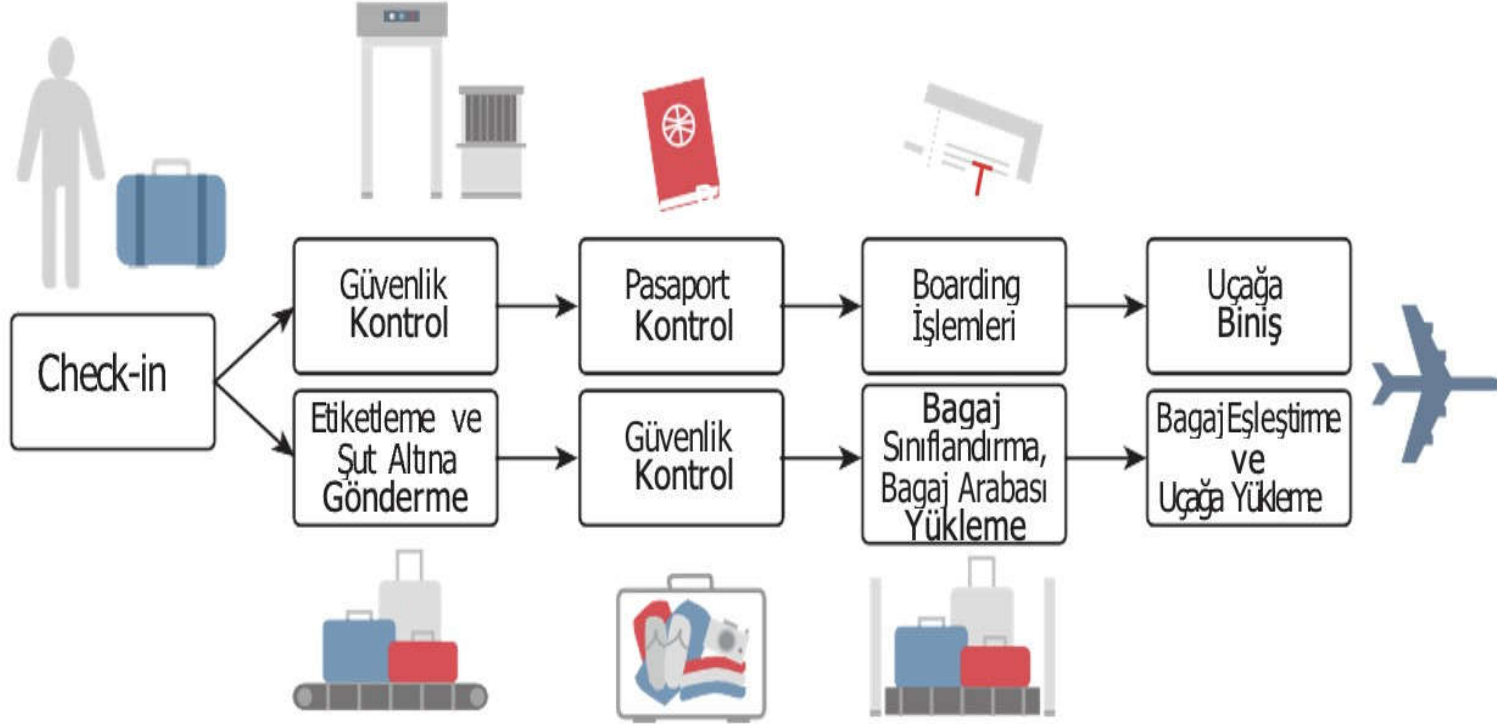 Check-in
Güvenlik
Kontrol
Pasaport
Kontrol
Boarding
İşlemleri
Uçağa
Biniş
Etiketleme ve
Şut Altına
Gönderme
Güvenlik
Kontrol
Bagaj
Sınıflandırma,
Bagaj Arabası
Yükleme
Bagaj Eşleştirme
ve
Uçağa Yükleme